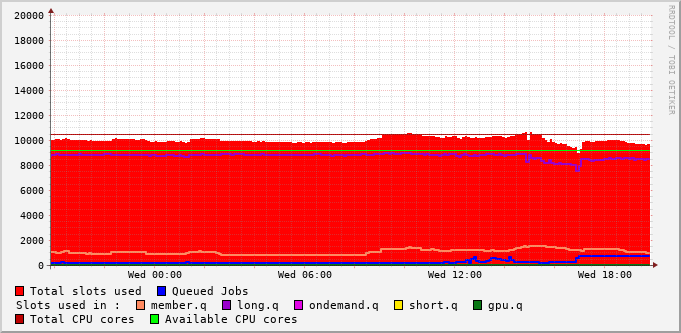 RRDTOOL / TOBI OETIKER
20000
18000
16000
14000
12000
10000
8000
6000
4000
2000
0
Wed 00:00 Wed 06:00 Wed 12:00 Wed 18:00
Total slots used Queued Jobs
Slots used in : member.q long.q ondemand.q short.q gpu.q
Total CPU cores Available CPU cores